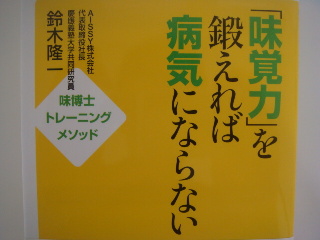 「味覚力」を
鍛えれば
病気にならない
AISSY株式会社
代表取締役社長
慶應義塾大学共同研究員
鈴木隆一
味博士
トレーニング
メソッド